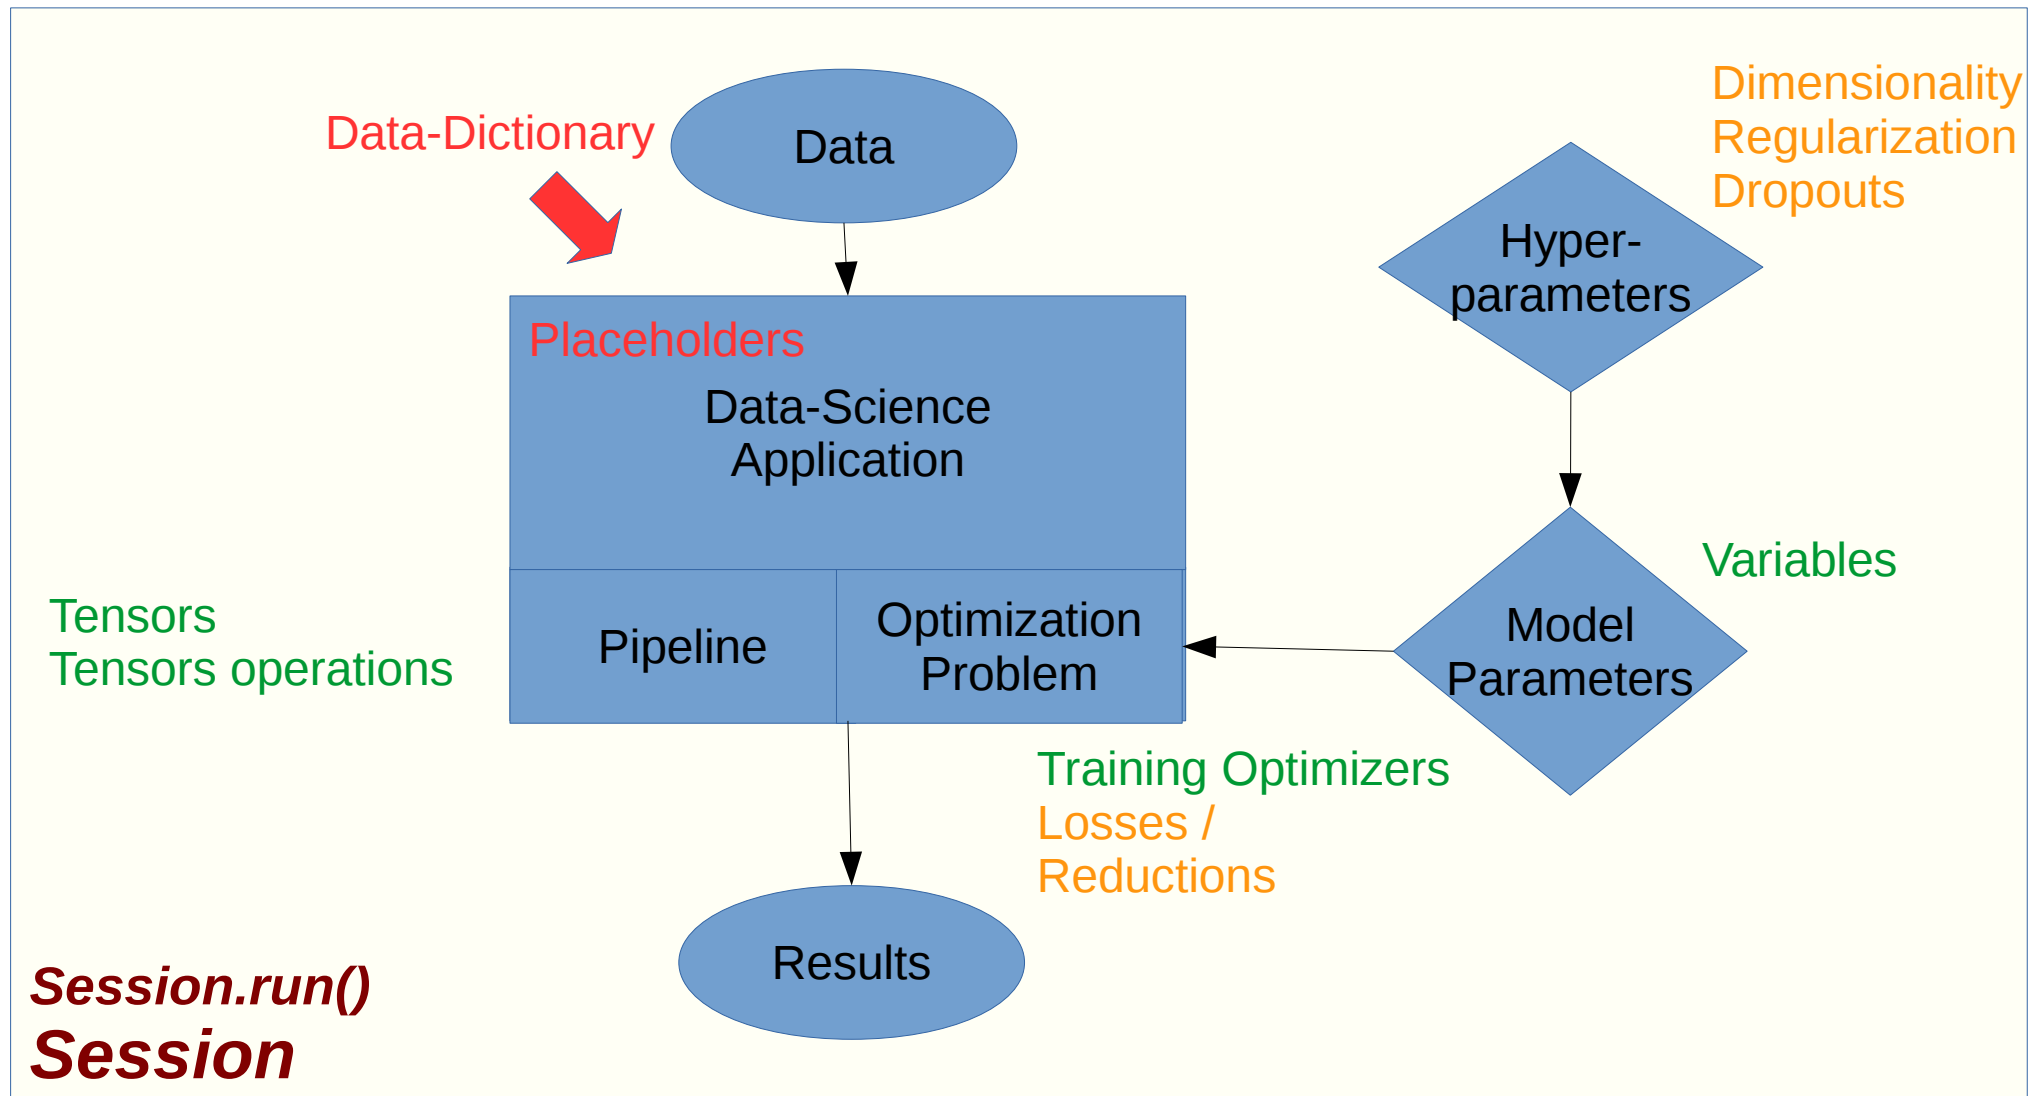 Data-Dictionary
Data
Dimensionality
Regularization
Dropouts
Hyper-
parameters
Placeholders
Data-Science
Application
Variables
Tensors
Tensors operations
Pipeline
Optimization
Problem
Model
Parameters
Training Optimizers
Losses /
Reductions
Results
Session.run()
Session